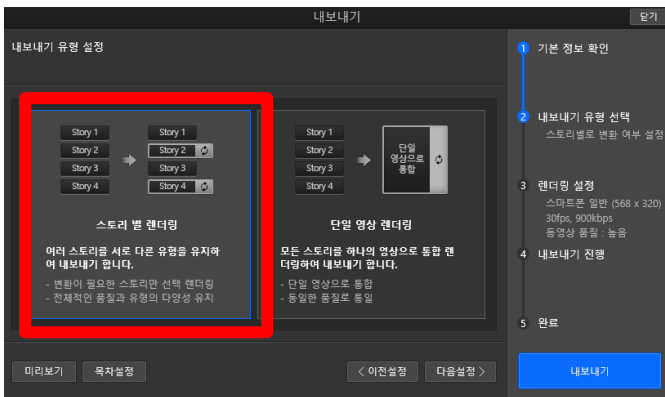 내보내기
닫기
내보내기 유형 설정
Story 1
Story 2
Story 3
Story 4
Story 1
Story 2
Story 3
Story 4
스토리 별 렌더링
여러 스토리를 서로 다른 유형을 유지하
여 내보내기 합니다.
- 변환이 필요한 스토리만 선택 렌더링
- 전체적인 품질과 유형의 다양성 유지
Story 1
Story 2
Story 3
Story 4
단일
영상으로
통합
단일 영상 렌더링
모든 스토리를 하나의 영상으로 통합 렌
더링하여 내보내기 합니다.
- 단일 영상으로 통합
- 동일한 품질로 통일
1 기본 정보 확인
2 내보내기 유형 선택
스토리별로 변환 여부 설정
3 렌더링 설정
스마트폰 일반 (568 x 320)
30fps, 900kbps
동영상 품질 : 높음
4 내보내기 진행
5 완료
미리보기
목차설정
< 이전설정
다음설정 >
내보내기